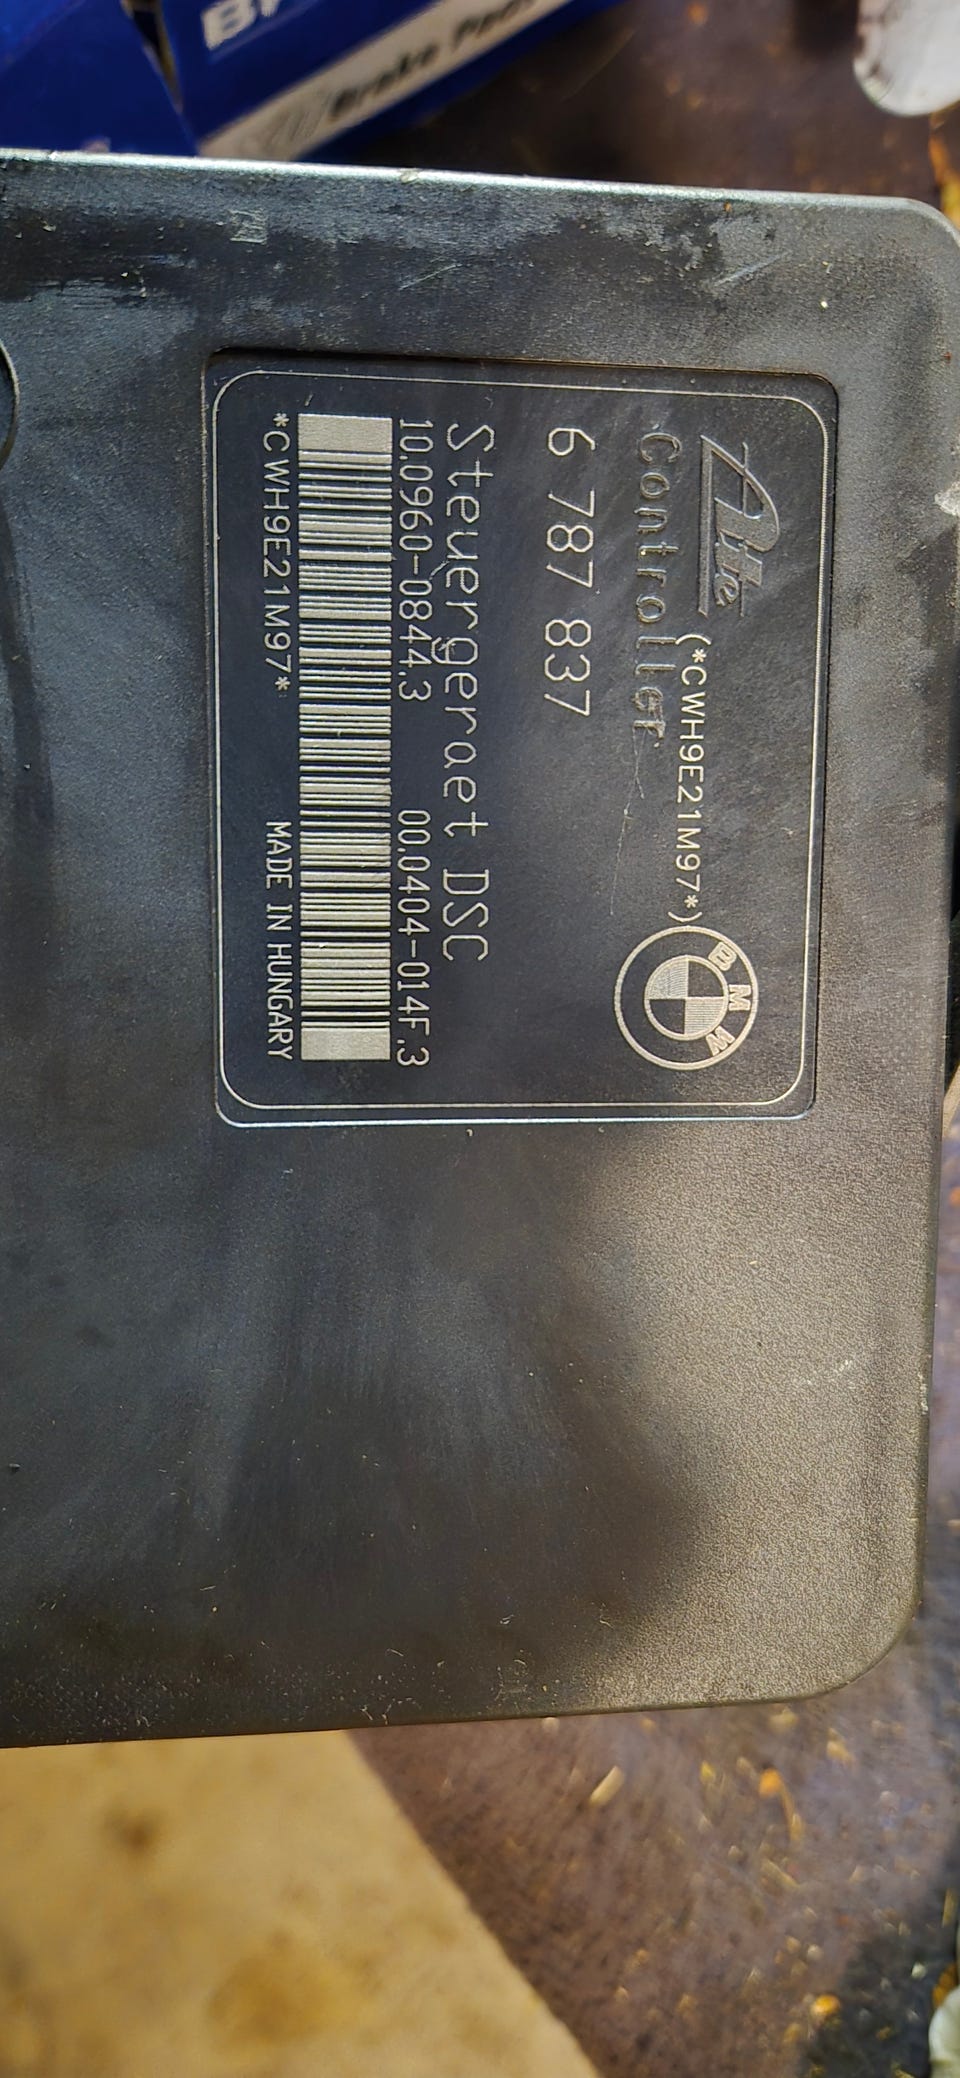 Brake
Ate
(*CWH9E21M97*)
Controller
BMW
6 787 837
Steuergeraet DSC
10.0960-0844.3 00.0404-014F.3
*CWH9E21M97* MADE IN HUNGARY